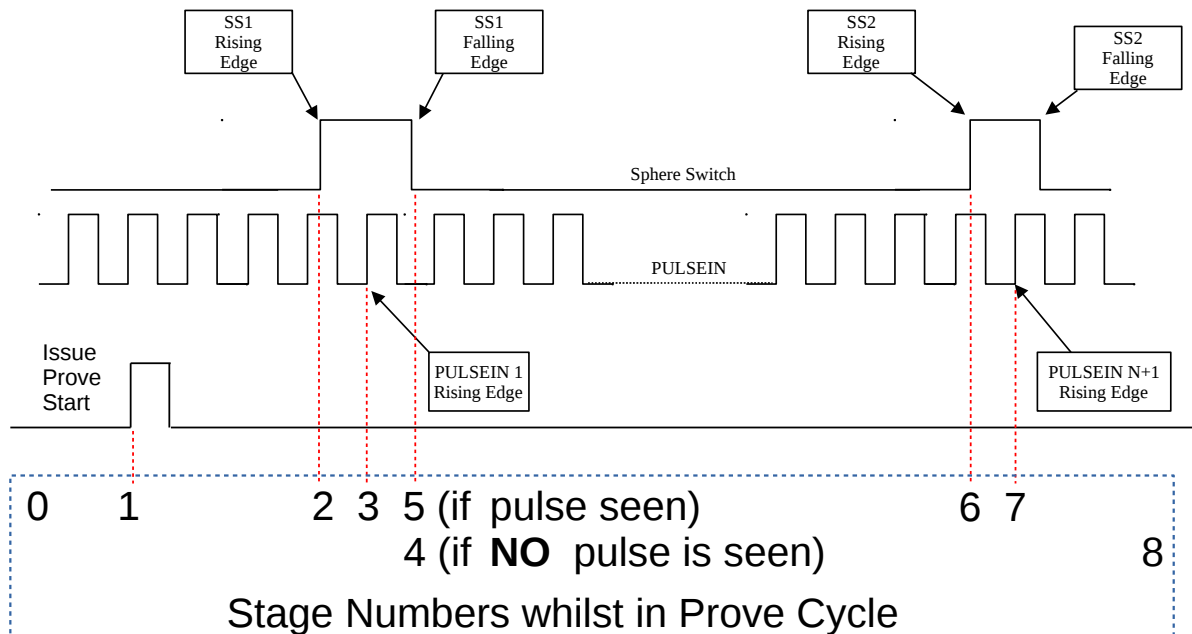 SS1
Rising
Edge
SS1
Falling
Edge
SS2
Rising
Edge
SS2
Falling
Edge
Sphere Switch
PULSEIN
Issue
Prove
Start
PULSEIN 1
Rising Edge
PULSEIN N+1
Rising Edge
0 1 2 3 5 (if pulse seen) 6 7
4 (if NO pulse is seen) 8
Stage Numbers whilst in Prove Cycle